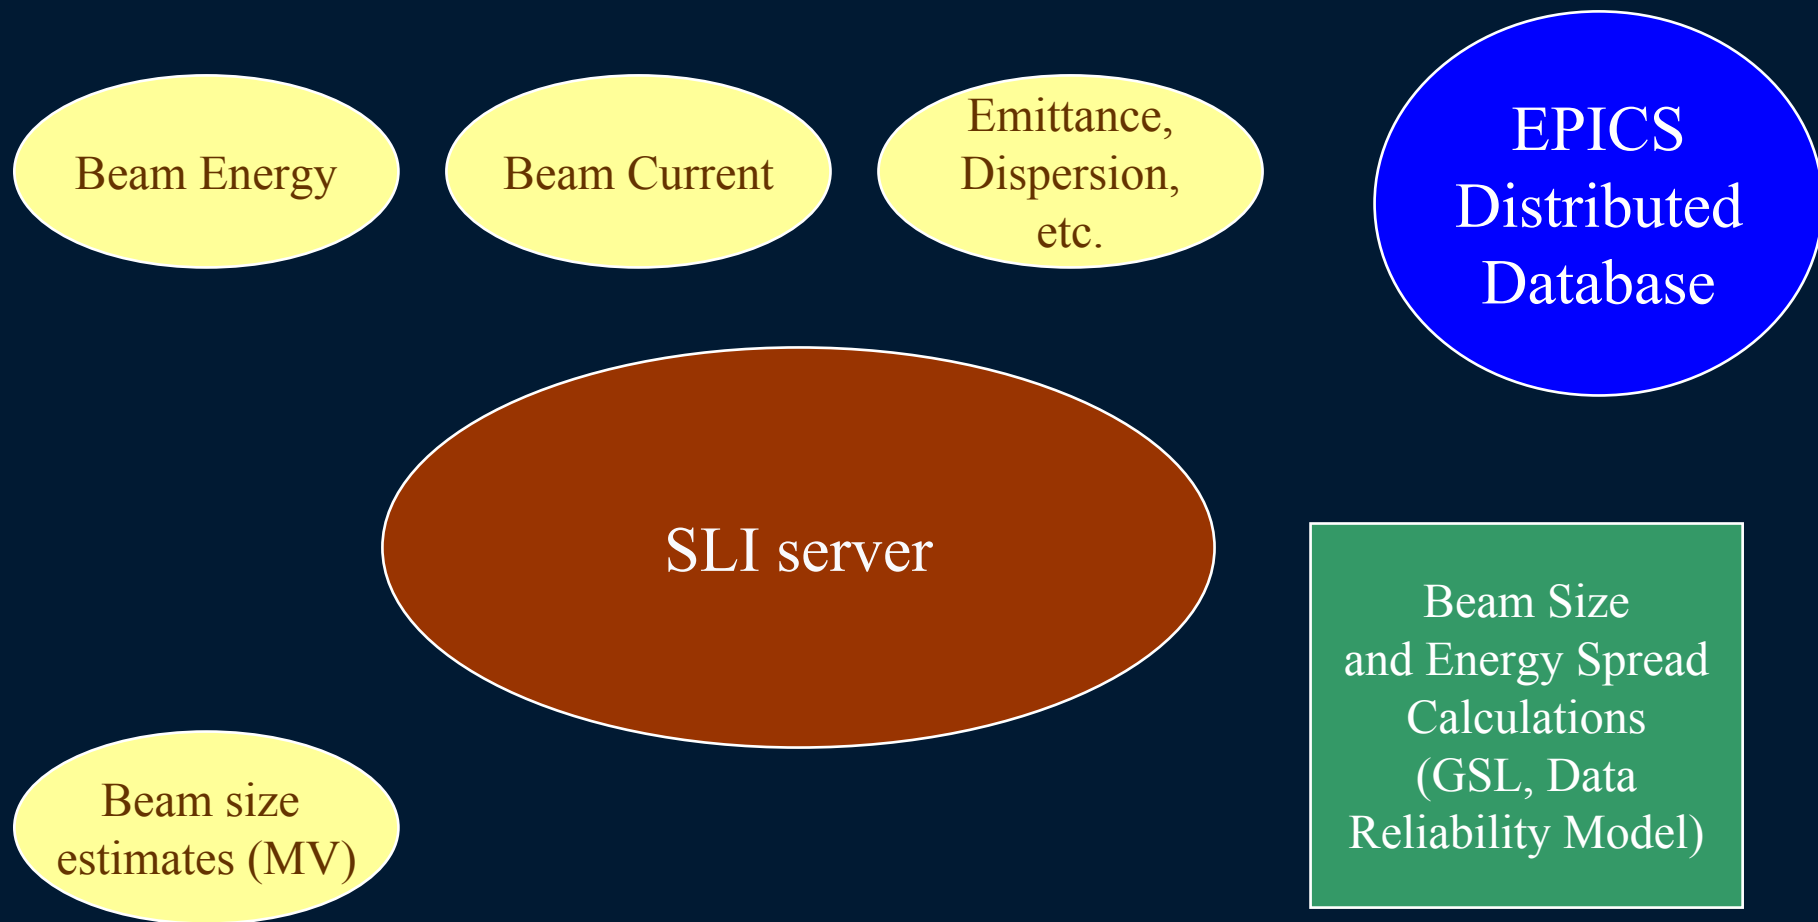 Beam Energy
Beam Current
Emittance,
Dispersion,
etc.
EPICS
Distributed
Database
SLI server
Beam Size
and Energy Spread
Calculations
(GSL, Data
Reliability Model)
Beam size
estimates (MV)